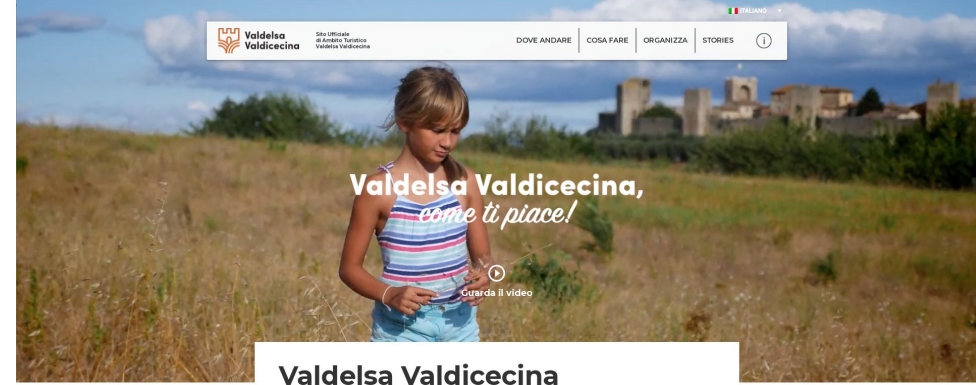 ITALIANO
Valdelsa
Valdicecina
Sito Ufficiale
di Ambito Turistico
Valdelsa Valdicecina
DOVE ANDARE
COSA FARE
ORGANIZZA
STORIES
i
Valdelsa Valdicecina,
come ti piace!
Guarda il video
Valdelsa Valdicecina